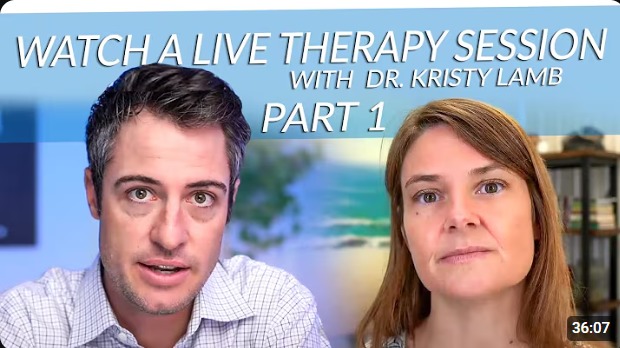 WATCH A LIVE THERAPY SESSION
WITH DR. KRISTY LAMB
PART 1
36:07